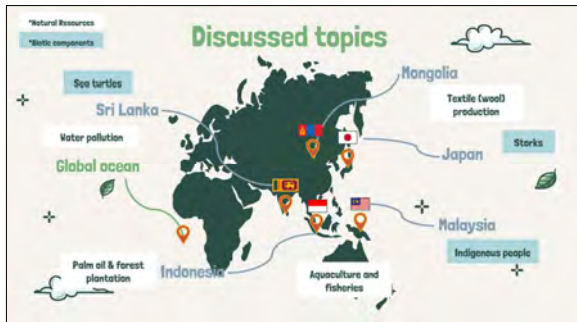 *Natural Resources
*Biotic components
Discussed topics
Sea turtles
Sri Lanka
Mongolia
Textile (wool)
production
Water pollution
Global ocean
Japan
Storks
Malaysia
Indigenous people
Palm oil & forest
plantation
Indonesia
Aquaculture and
fisheries